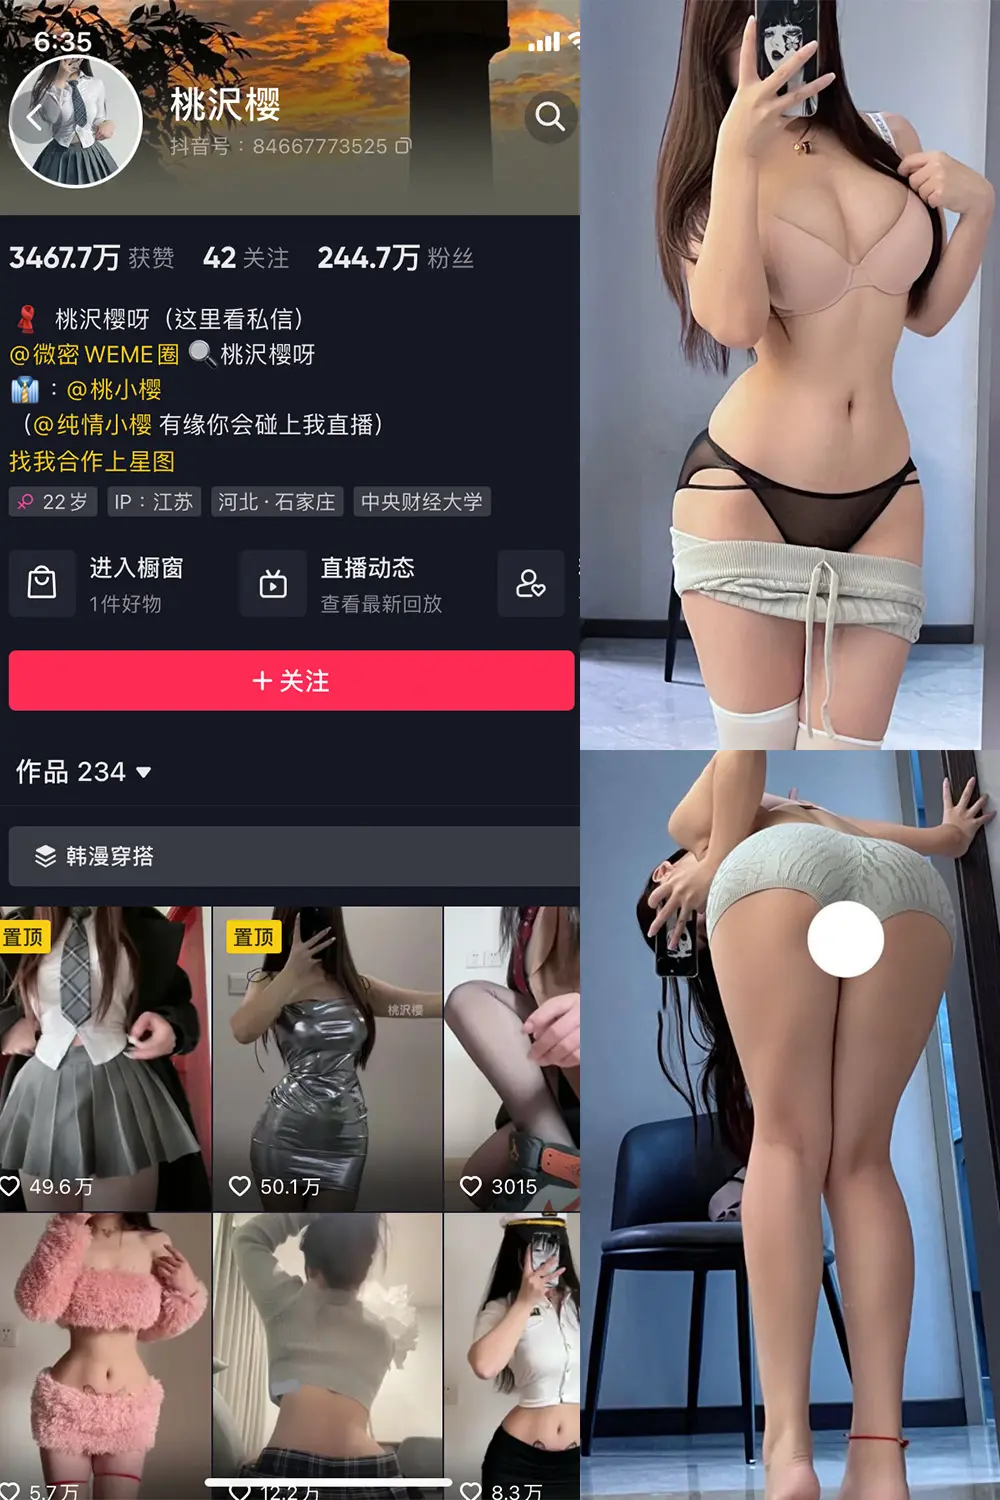 6:35
桃沢樱
抖音号：84667773525
3467.7万 获赞 42 关注 244.7万 粉丝
桃沢樱呀（这里看私信）
@微密WEME圈 🔍桃沢樱呀
：@桃小樱
（@纯情小樱 有缘你会碰上我直播）
找我合作上星图
22岁 IP：江苏 河北·石家庄 中央财经大学
进入橱窗 直播动态
1件好物 查看最新回放
+ 关注
作品 234
韩漫穿搭
置顶 置顶
桃沢樱
49.6万 50.1万 3015
5.7万 12.2万 8.3万